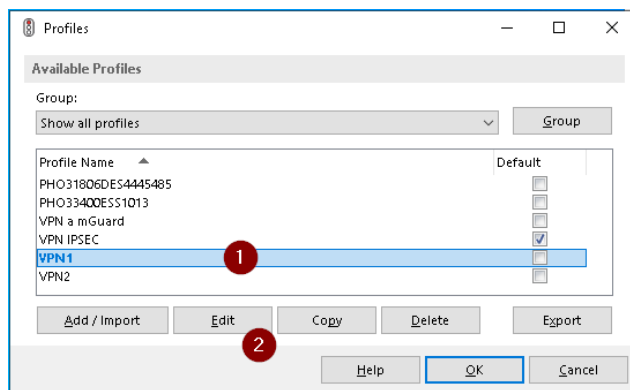 Profiles
Available Profiles
Group:
Show all profiles
Group
Profile Name
Default
PHO31806DES4445485
PHO33400ESS1013
VPN a mGuard
VPN IPSEC
VPN1
1
VPN2
Add / Import
Edit
Copy
Delete
Export
2
Help
OK
Cancel